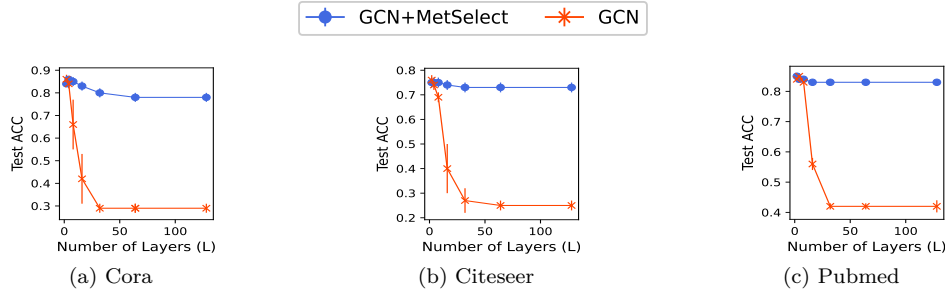 GCN+MetSelect GCN
0.9
0.8
0.7
0.6
0.5
0.4
0.3
Test ACC
0 50 100
Number of Layers (L)
(a) Cora
0.8
0.7
0.6
0.5
0.4
0.3
0.2
Test ACC
0 50 100
Number of Layers (L)
(b) Citeseer
0.8
0.7
0.6
0.5
0.4
Test ACC
0 50 100
Number of Layers (L)
(c) Pubmed